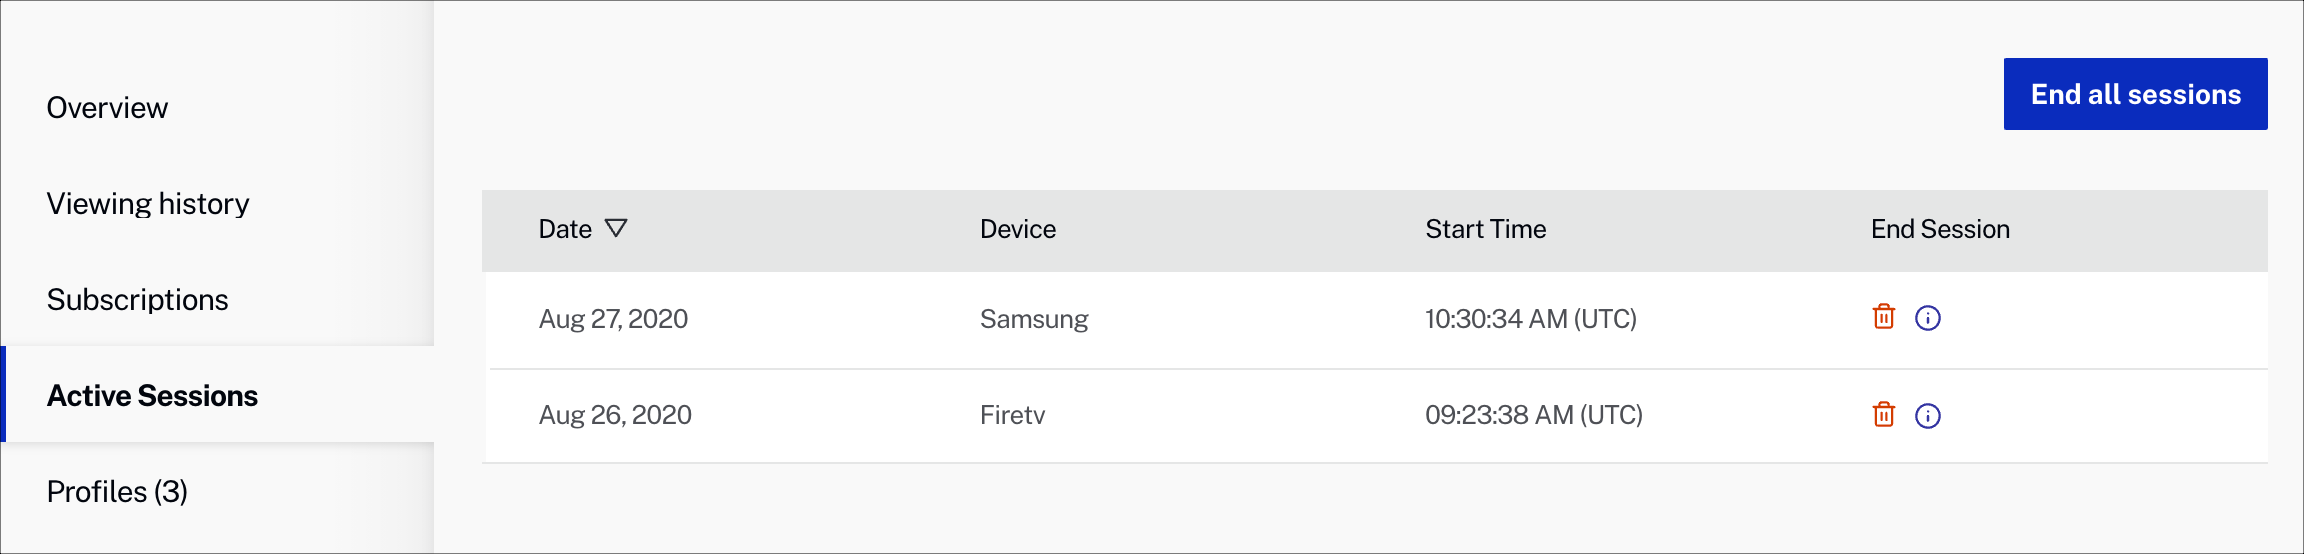 Overview
Viewing history
Subscriptions
Active Sessions
Profiles (3)
End all sessions
Date Device Start Time End Session
Aug 27, 2020 Samsung 10:30:34 AM (UTC)
Aug 26, 2020 Firetv 09:23:38 AM (UTC)